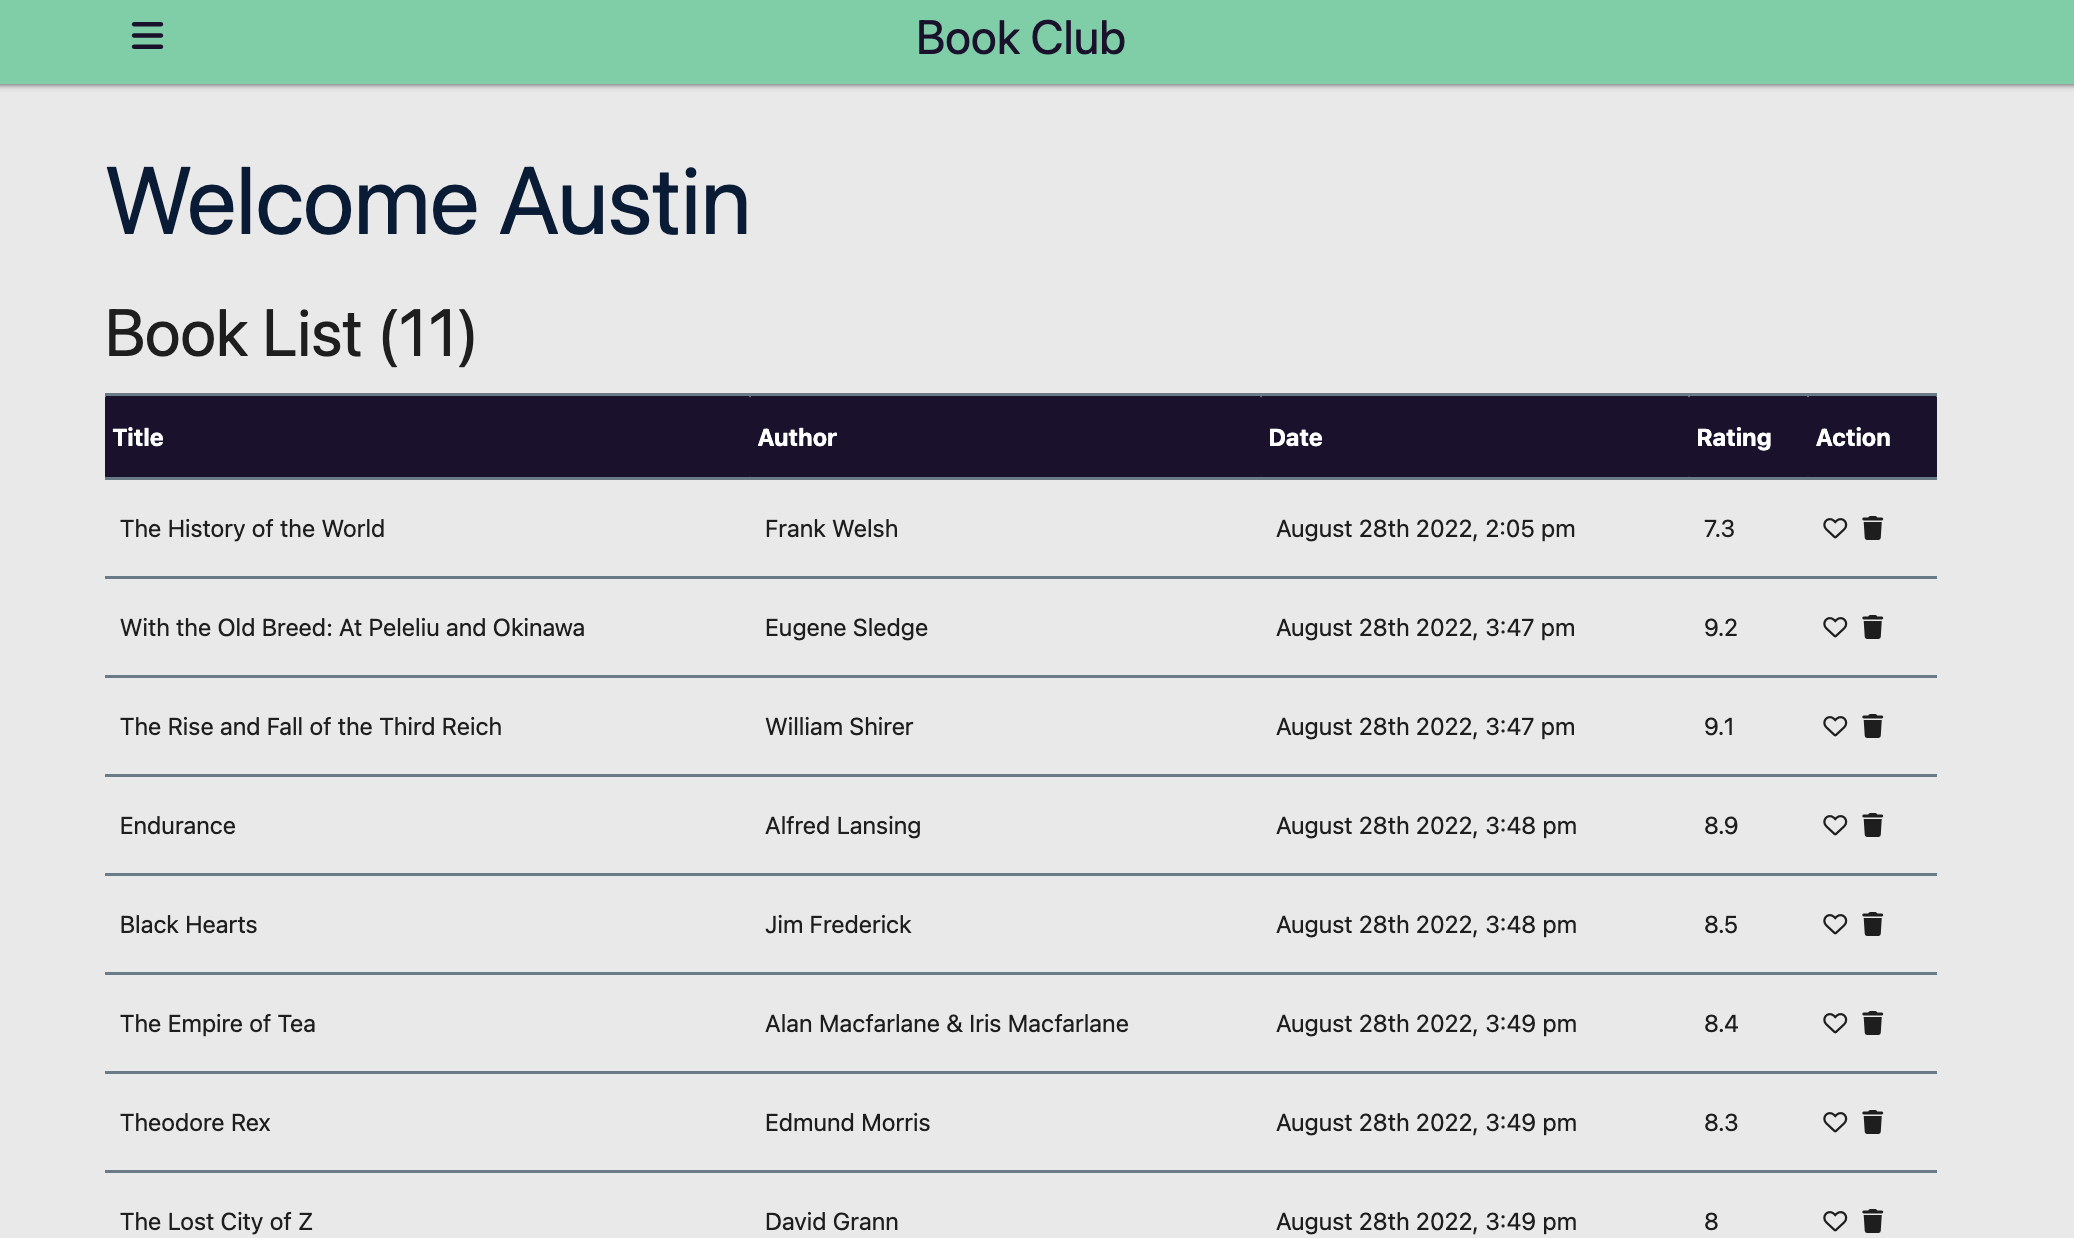 Book Club
Welcome Austin
Book List (11)
Title Author Date Rating Action
The History of the World Frank Welsh August 28th 2022, 2:05 pm 7.3
With the Old Breed: At Peleliu and Okinawa Eugene Sledge August 28th 2022, 3:47 pm 9.2
The Rise and Fall of the Third Reich William Shirer August 28th 2022, 3:47 pm 9.1
Endurance Alfred Lansing August 28th 2022, 3:48 pm 8.9
Black Hearts Jim Frederick August 28th 2022, 3:48 pm 8.5
The Empire of Tea Alan Macfarlane & Iris Macfarlane August 28th 2022, 3:49 pm 8.4
Theodore Rex Edmund Morris August 28th 2022, 3:49 pm 8.3
The Lost City of Z David Grann August 28th 2022, 3:49 pm 8